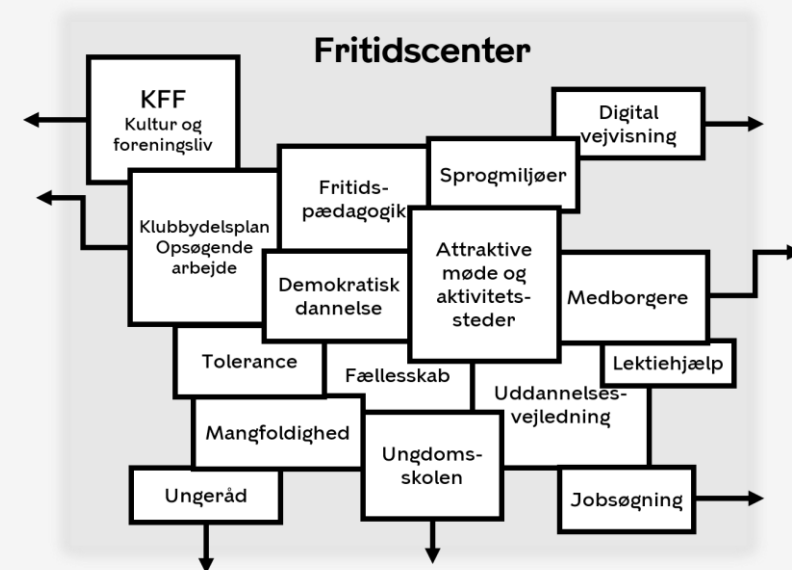 Fritidscenter
KFF
Kultur og
foreningsliv
Digital
vejvisning
Sprogmiljøer
Fritids-
pædagogik
Klubbydelsplan
Opsøgende
arbejde
Attraktive
møde og
aktivitets-
steder
Demokratisk
dannelse
Medborgere
Tolerance
Fællesskab
Lektiehjælp
Uddannelses-
vejledning
Mangfoldighed
Ungdoms-
skolen
Ungeråd
Jobsøgning